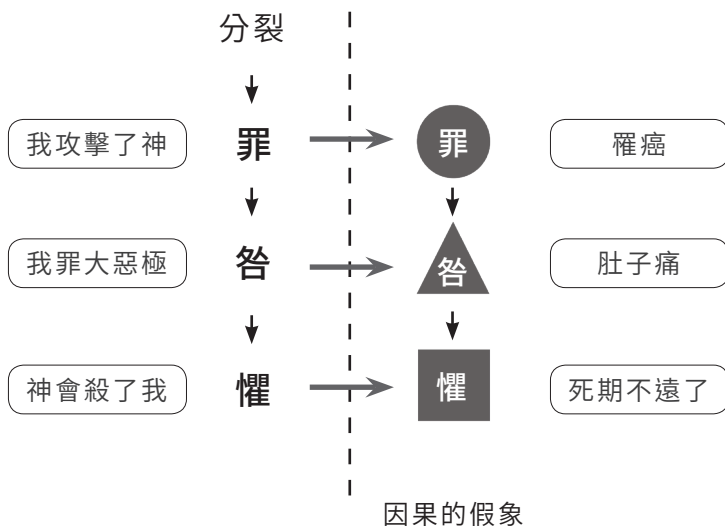 分裂
我攻擊了神
罪
罪
罹癌
我罪大惡極
咎
咎
肚子痛
神會殺了我
懼
懼
死期不遠了
因果的假象